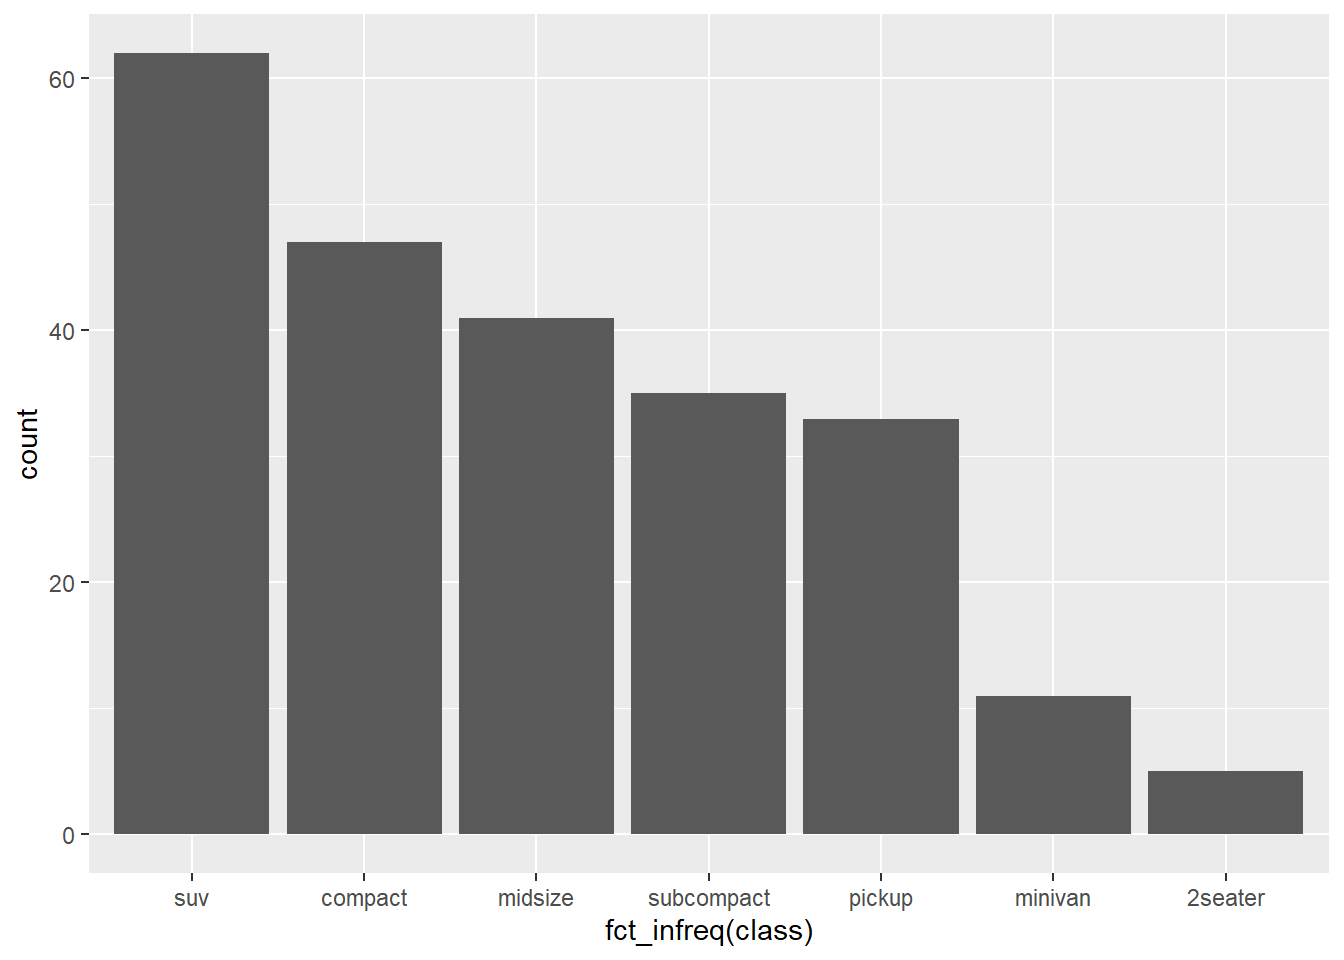 60
40
20
0
count
suv compact midsize subcompact pickup minivan 2seater
fct_infreq(class)